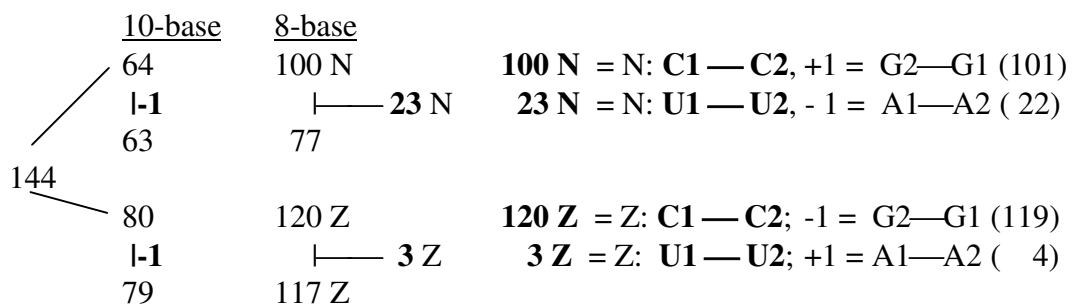 10-base 8-base
64 100 N 100 N = N: C1 — C2, +1 = G2—G1 (101)
-1 23 N 23 N = N: U1 — U2, - 1 = A1—A2 ( 22)
63 77
144
80 120 Z 120 Z = Z: C1 — C2; -1 = G2—G1 (119)
-1 3 Z 3 Z = Z: U1 — U2; +1 = A1—A2 ( 4)
79 117 Z